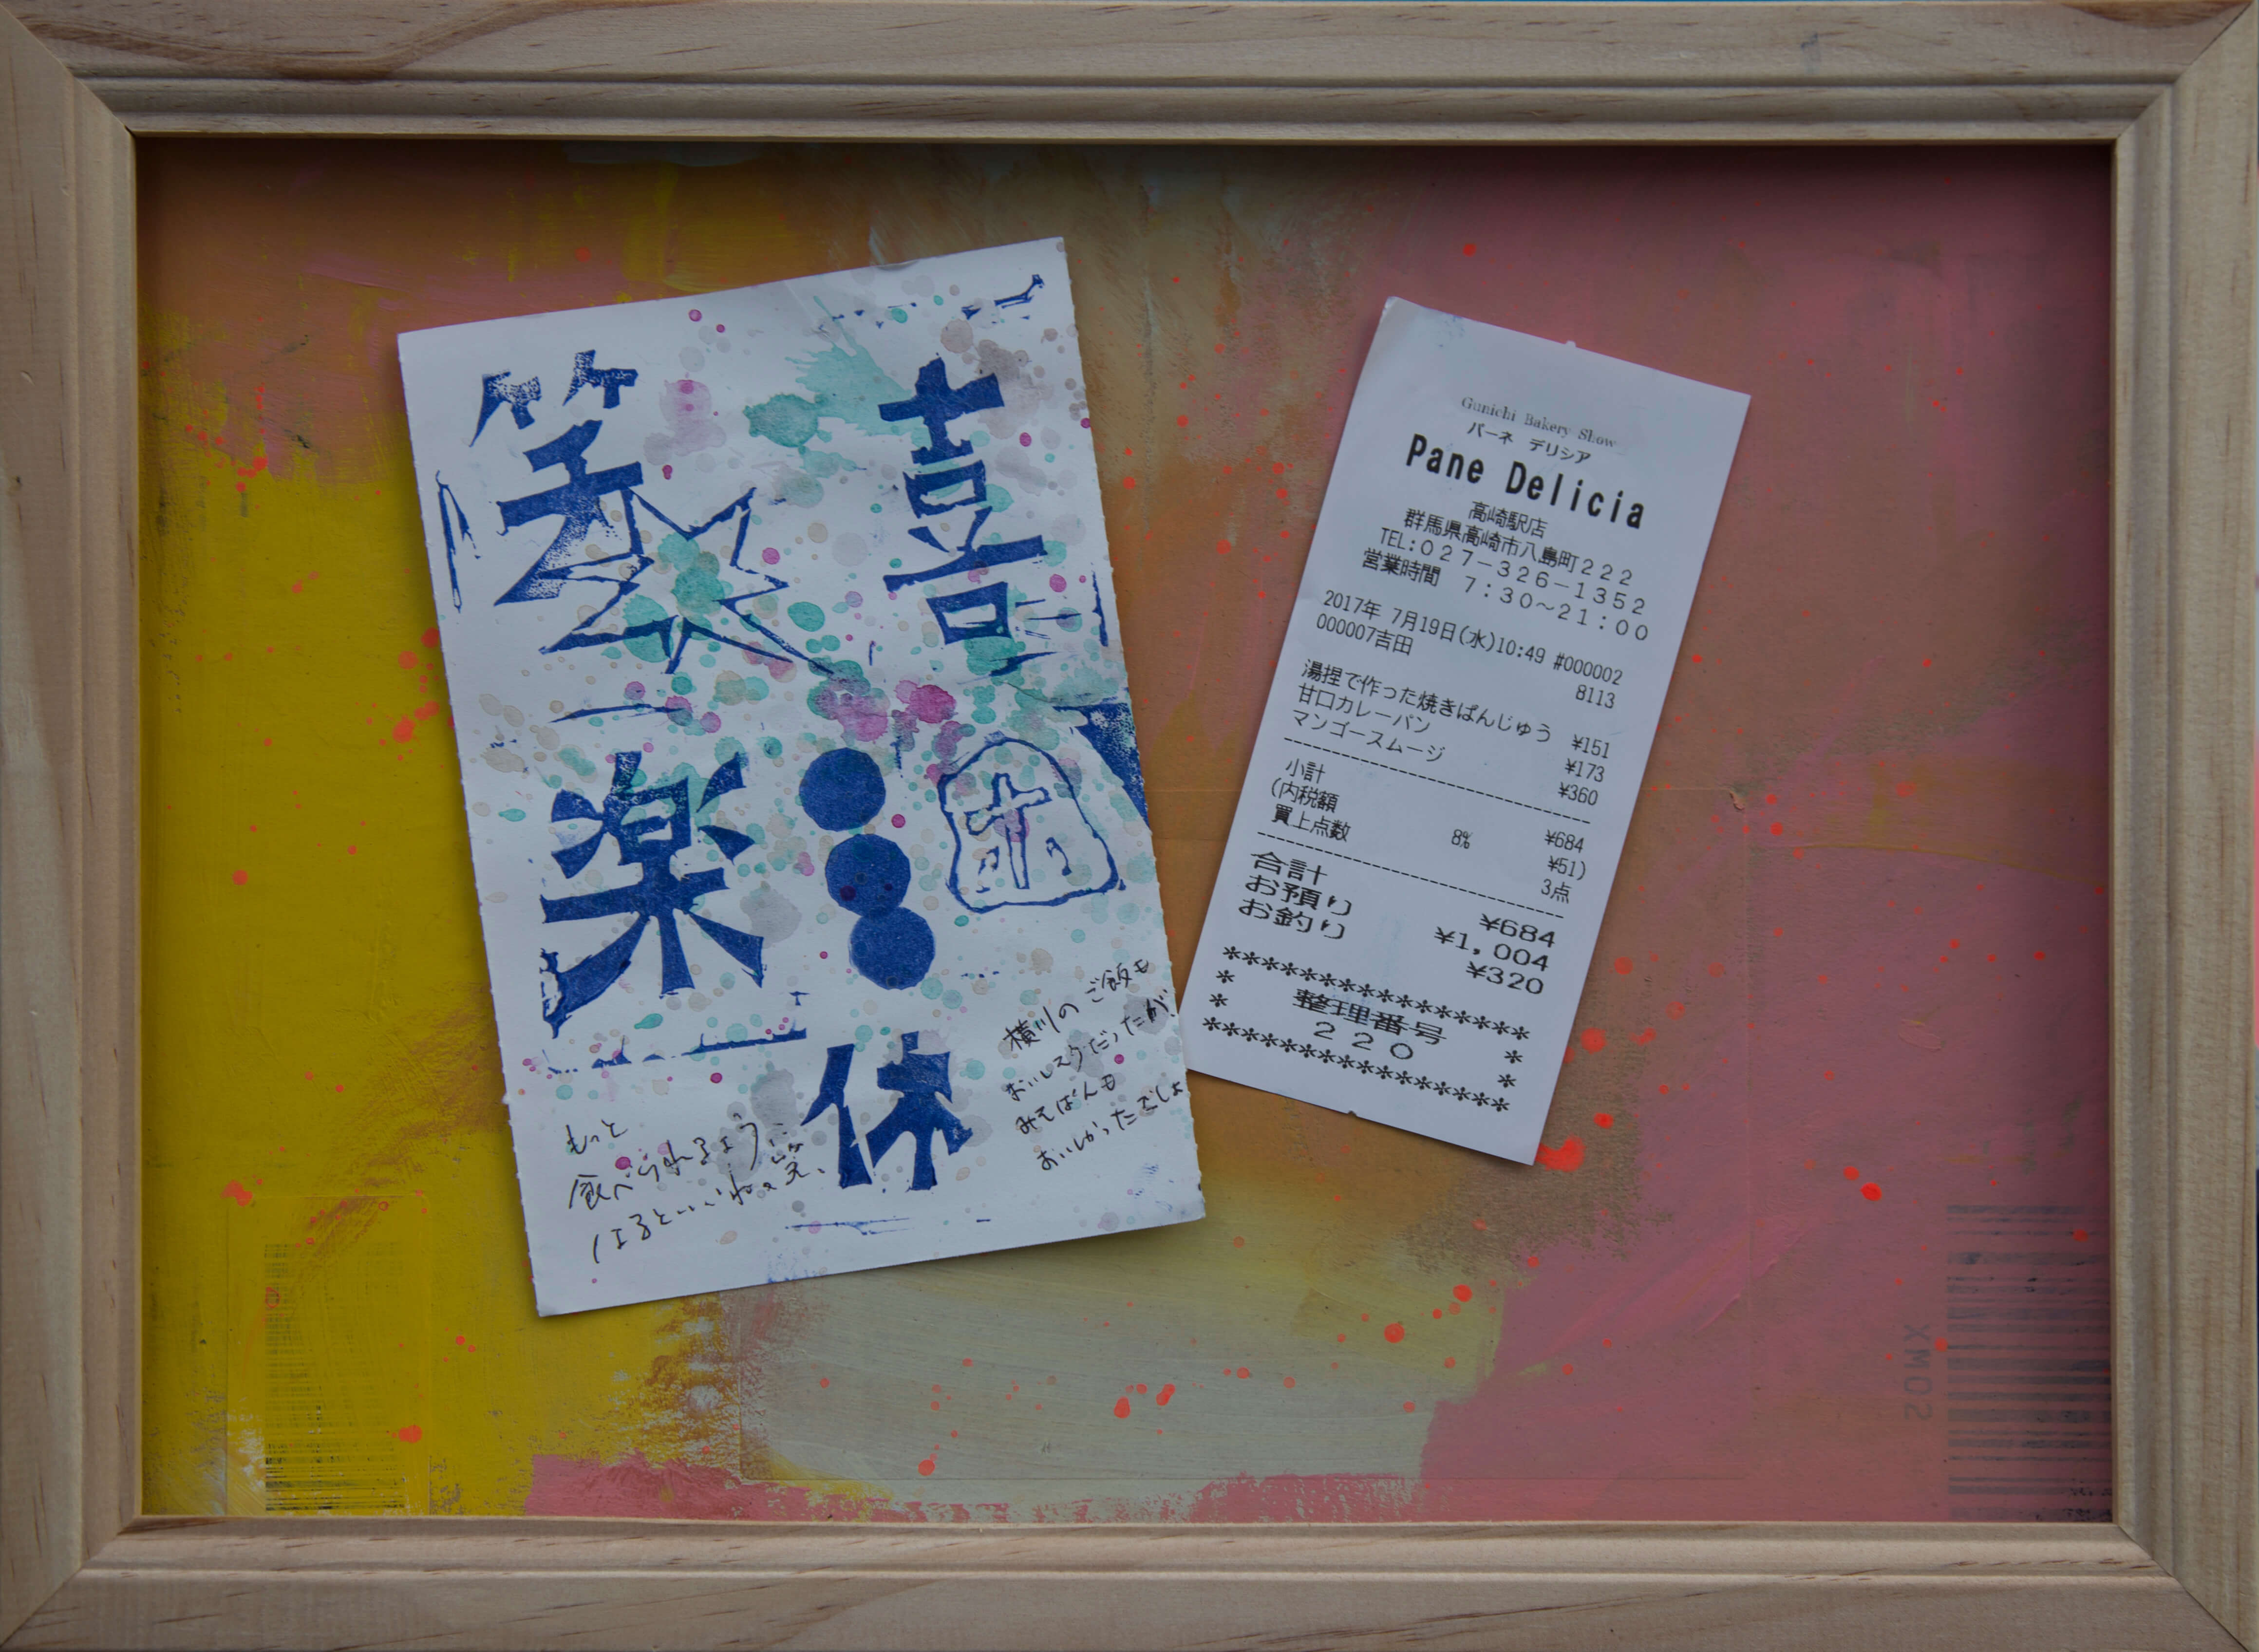 喜
笑
楽
休
横川のご飯も
おいしスクだったが、
みそぱんも
おいしかったでしょ
もっと
食べられるように
なるといいねぇ笑、
Gunichi Bakery Show
パーネ デリシア
Pane Delicia
高崎駅店
群馬県高崎市八島町222
TEL:027-326-1352
営業時間 7:30～21:00
2017年 7月19日(水)10:49 #000002
000007吉田 8113
湯捏で作った焼きぱんじゅう ¥151
甘口カレーパン ¥173
マンゴースムージ ¥360
小計 ¥684
(内税額 8% ¥51)
買上点数 3点
合計 ¥684
お預り ¥1,004
お釣り ¥320
*****************
* 整理番号 *
* 220 *
*****************
XWOS